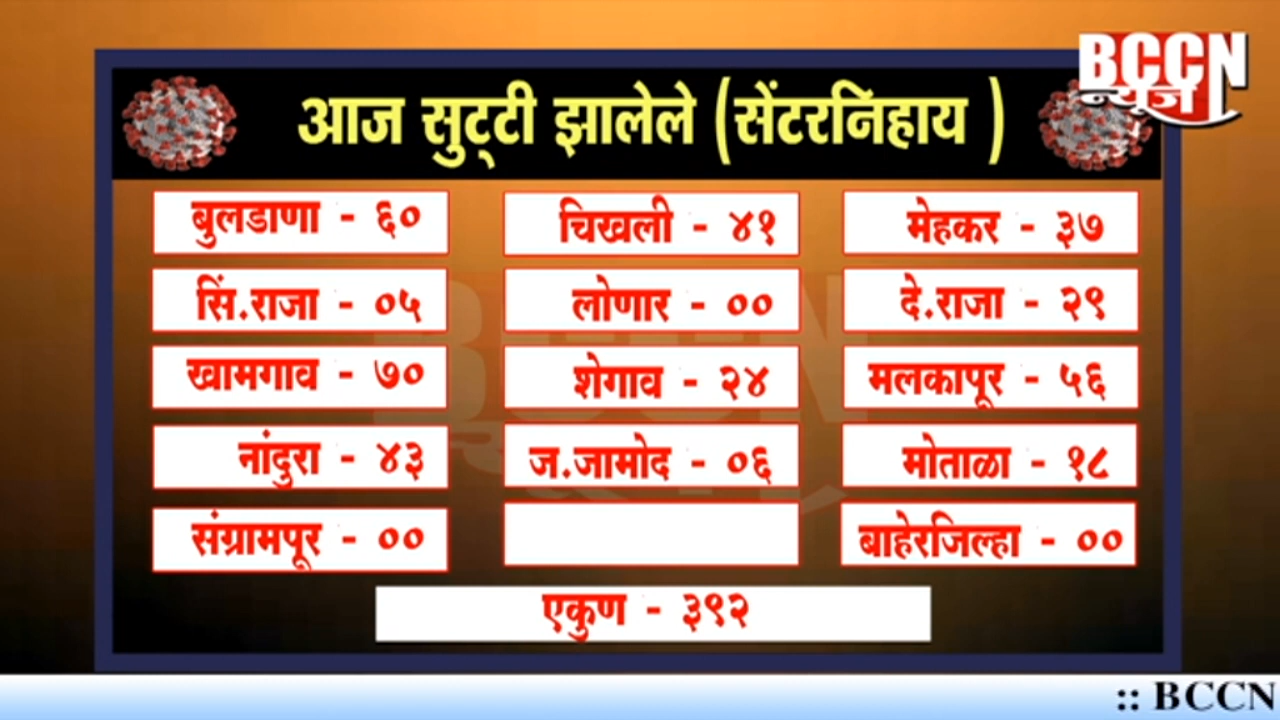 BCCN
न्यूज
आज सुट्टी झालेले (सेंटरनिहाय )
बुलडाणा - ६०
चिखली - ४१
मेहकर - ३७
सिं.राजा - ०५
लोणार - ००
दे.राजा - २९
खामगाव - ७०
शेगाव - २४
मलकापूर - ५६
नांदुरा - ४३
ज.जामोद - ०६
मोताळा - १८
संग्रामपूर - ००
बाहेरजिल्हा - ००
एकुण - ३९२
:: BCCN